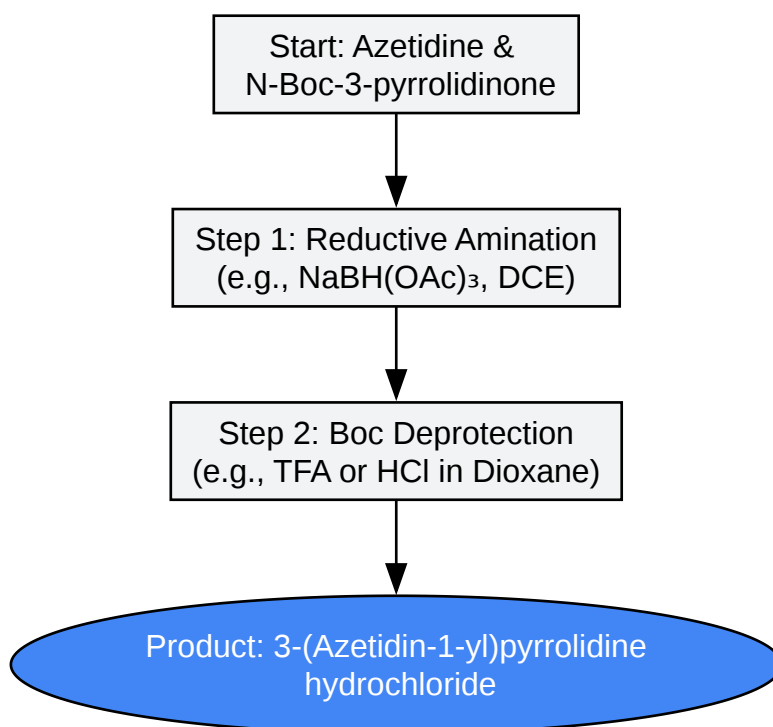 Start: Azetidine &
N-Boc-3-pyrrolidinone
Step 1: Reductive Amination
(e.g., NaBH(OAc)₃, DCE)
Step 2: Boc Deprotection
(e.g., TFA or HCl in Dioxane)
Product: 3-(Azetidin-1-yl)pyrrolidine
hydrochloride